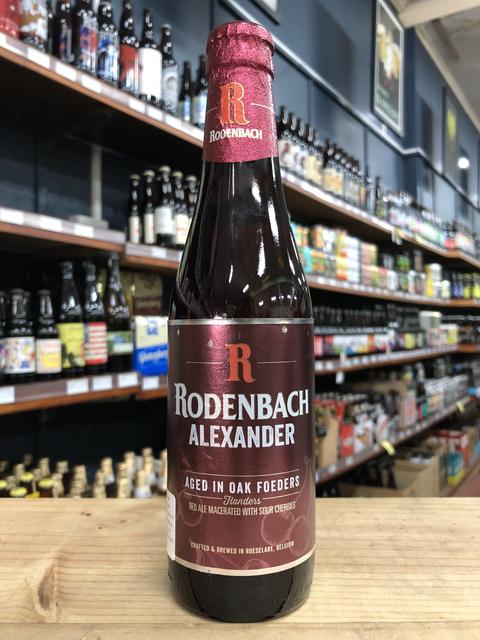 R
RODENBACH
R
RODENBACH
ALEXANDER
AGED IN OAK FOEDERS
Flanders
RED ALE MACERATED WITH SOUR CHERRIES
CRAFTED & BREWED IN ROESELARE, BELGIUM